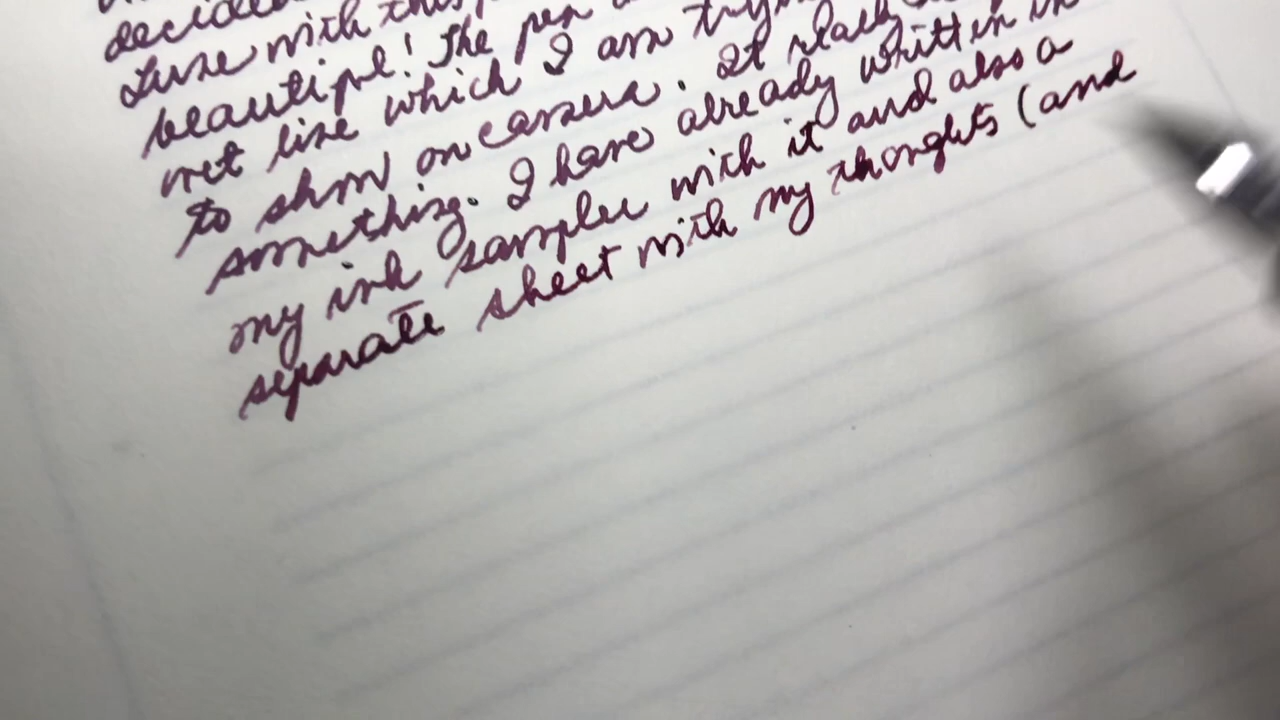 decided
with this
beautiful! The pen
wet line which I am trying
to show on camera. It really
something. I have already written in
my ink sampler with it and also a
separate sheet with my thoughts (and